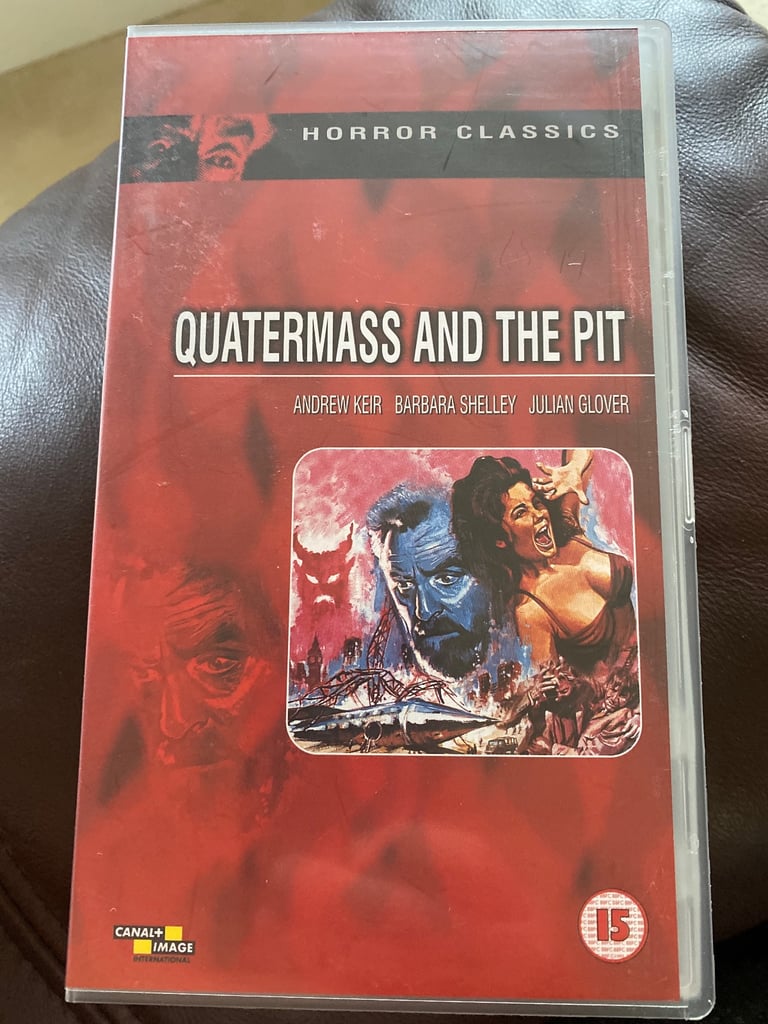 HORROR CLASSICS
QUATERMASS AND THE PIT
ANDREW KEIR BARBARA SHELLEY JULIAN GLOVER
CANAL+
IMAGE
INTERNATIONAL
15